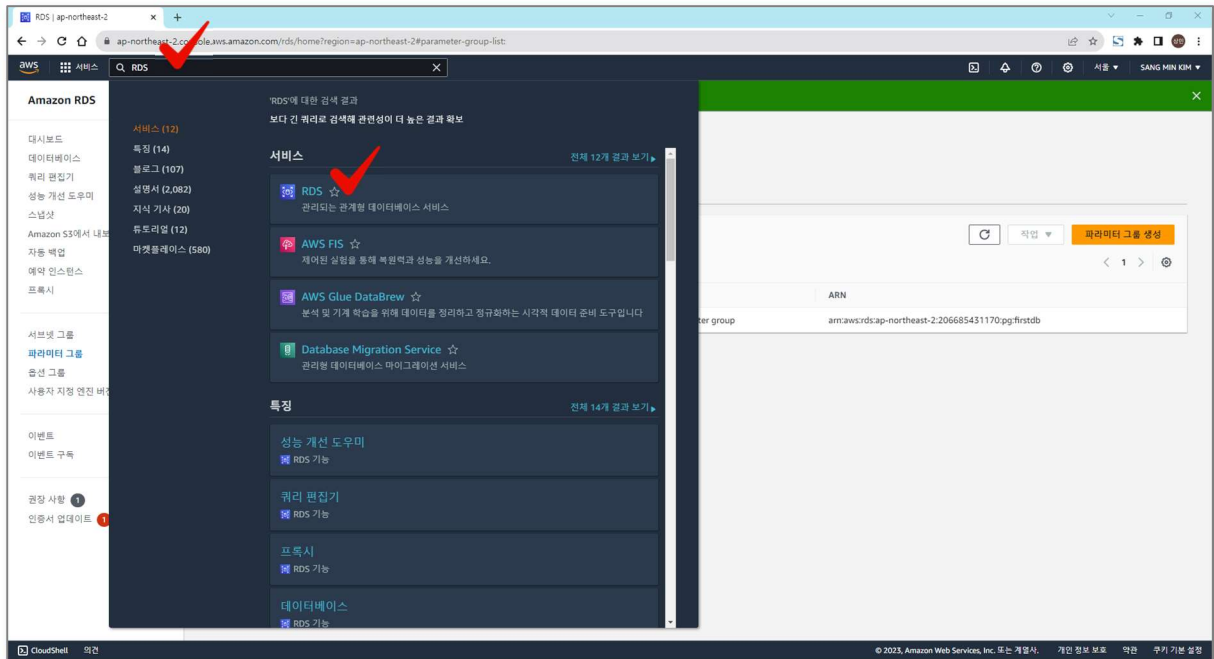 RDS | ap-northeast-2
ap-northeast-2.console.aws.amazon.com/rds/home?region=ap-northeast-2#parameter-group-list:
aws 서비스 RDS 서울 SANG MIN KIM
Amazon RDS
대시보드
데이터베이스
쿼리 편집기
성능 개선 도우미
스냅샷
Amazon S3에서 내보
자동 백업
예약 인스턴스
프록시
서브넷 그룹
파라미터 그룹
옵션 그룹
사용자 지정 엔진 버전
이벤트
이벤트 구독
권장 사항 1
인증서 업데이트 1
서비스 (12)
특징 (14)
블로그 (107)
설명서 (2,082)
지식 기사 (20)
튜토리얼 (12)
마켓플레이스 (580)
'RDS'에 대한 검색 결과
보다 긴 쿼리로 검색해 관련성이 더 높은 결과 확보
서비스 전체 12개 결과 보기
RDS
관리되는 관계형 데이터베이스 서비스
AWS FIS
제어된 실험을 통해 복원력과 성능을 개선하세요.
AWS Glue DataBrew
분석 및 기계 학습을 위해 데이터를 정리하고 정규화하는 시각적 데이터 준비 도구입니다
Database Migration Service
관리형 데이터베이스 마이그레이션 서비스
특징 전체 14개 결과 보기
성능 개선 도우미
RDS 기능
쿼리 편집기
RDS 기능
프록시
RDS 기능
데이터베이스
RDS 기능
작업 파라미터 그룹 생성
1
ARN
ter group arn:aws:rds:ap-northeast-2:206685431170:pg:firstdb
CloudShell 의견 © 2023, Amazon Web Services, Inc. 또는 계열사. 개인 정보 보호 약관 쿠키 기본 설정